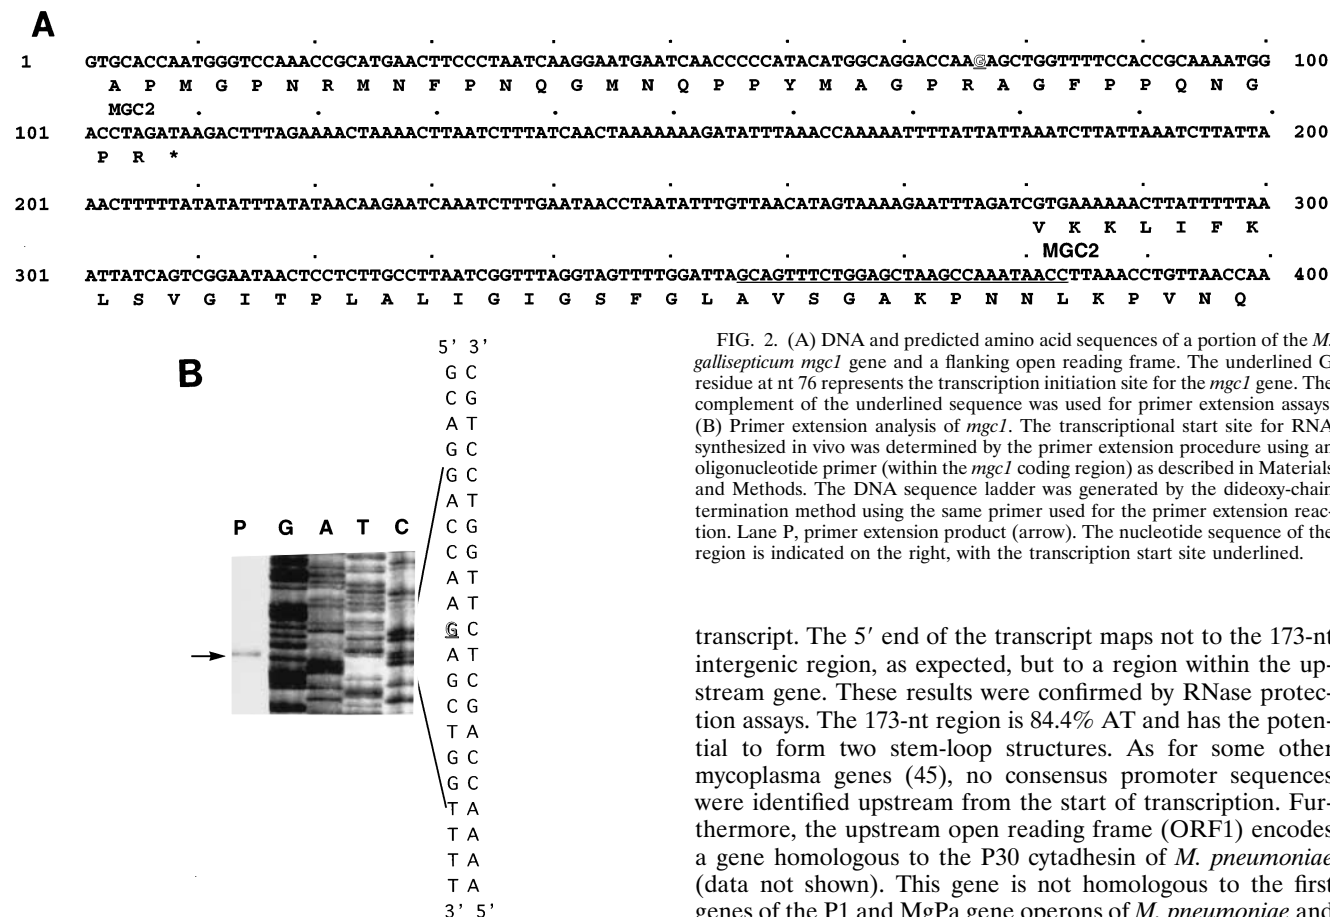 A
1 GTGCACCAATGGGTCCAAACCGCATGAACTTCCCTAATCAAGGAATGAATCAACCCCCATACATGGCAGGACCAAGAGCTGGTTTTCCACCGCAAAATGG 100
A P M G P N R M N F P N Q G M N Q P P Y M A G P R A G F P P Q N G
MGC2
101 ACCTAGATAAGACTTTAGAAAACTAAAACTTAATCTTTATCAACTAAAAAAAGATATTTAAACCAAAAATTTTATTATTAAATCTTATTAAATCTTATTA 200
P R *
201 AACTTTTTATATATTTATATAACAAGAATCAAATCTTTGAATAACCTAATATTTGTTAACATAGTAAAAGAATTTAGATCGTGAAAAAACTTATTTTTAA 300
V K K L I F K
MGC2
301 ATTATCAGTCGGAATAACTCCTCTTGCCTTAATCGGTTTAGGTAGTTTTGGATTAGCAGTTTCTGGAGCTAAGCCAAATAACCTTAAACCTGTTAACCAA 400
L S V G I T P L A L I G I G S F G L A V S G A K P N N L K P V N Q
B
P G A T C
5' 3'
G C
C G
A T
G C
G C
A T
C G
C G
A T
A T
G C
A T
G C
C G
T A
G C
G C
T A
T A
T A
T A
3' 5'
FIG. 2. (A) DNA and predicted amino acid sequences of a portion of the M.
gallisepticum mgc1 gene and a flanking open reading frame. The underlined G
residue at nt 76 represents the transcription initiation site for the mgc1 gene. The
complement of the underlined sequence was used for primer extension assays.
(B) Primer extension analysis of mgc1. The transcriptional start site for RNA
synthesized in vivo was determined by the primer extension procedure using an
oligonucleotide primer (within the mgc1 coding region) as described in Materials
and Methods. The DNA sequence ladder was generated by the dideoxy-chain
termination method using the same primer used for the primer extension reac-
tion. Lane P, primer extension product (arrow). The nucleotide sequence of the
region is indicated on the right, with the transcription start site underlined.
transcript. The 5′ end of the transcript maps not to the 173-nt
intergenic region, as expected, but to a region within the up-
stream gene. These results were confirmed by RNase protec-
tion assays. The 173-nt region is 84.4% AT and has the poten-
tial to form two stem-loop structures. As for some other
mycoplasma genes (45), no consensus promoter sequences
were identified upstream from the start of transcription. Fur-
thermore, the upstream open reading frame (ORF1) encodes
a gene homologous to the P30 cytadhesin of M. pneumoniae
(data not shown). This gene is not homologous to the first
genes of the P1 and MgPa gene operons of M. pneumoniae and